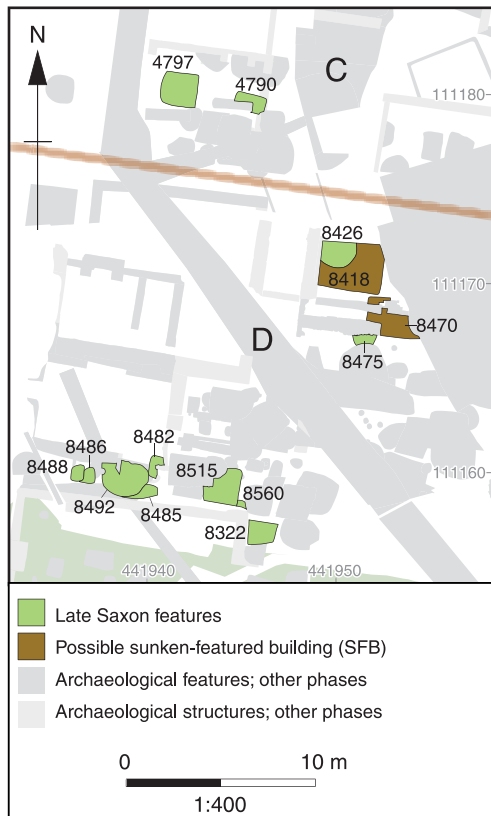 N
4797
4790
C
111180
8426
8418
111170
8470
8475
D
8482
8486
8488
8515
8560
111160
8492
8485
8322
441940
441950
Late Saxon features
Possible sunken-featured building (SFB)
Archaeological features; other phases
Archaeological structures; other phases
0 10 m
1:400